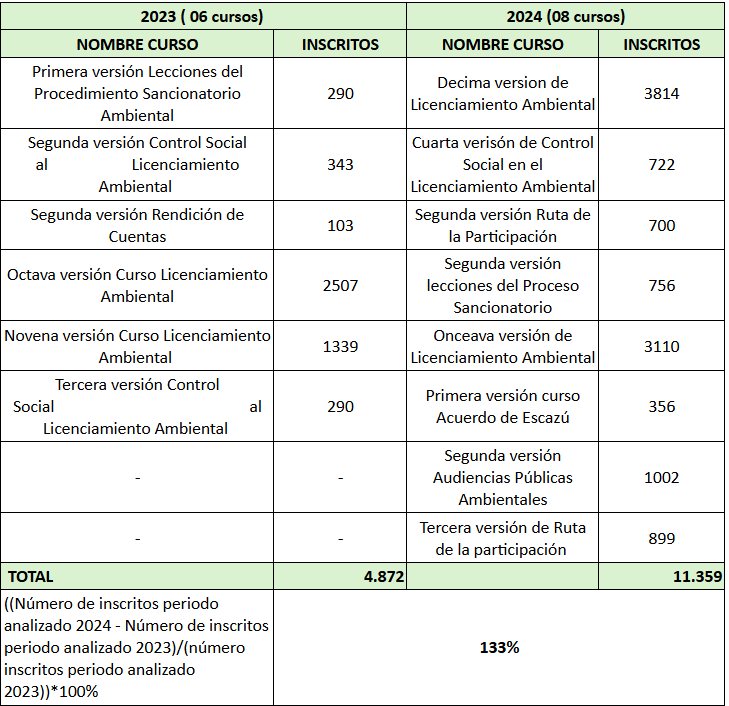 2023 ( 06 cursos)
2024 (08 cursos)
NOMBRE CURSO
INSCRITOS
NOMBRE CURSO
INSCRITOS
Primera versión Lecciones del
Procedimiento Sancionatorio
Ambiental
290
Decima version de
Licenciamiento Ambiental
3814
Segunda versión Control Social
al Licenciamiento
Ambiental
343
Cuarta verisón de Control
Social en el
Licenciamiento Ambiental
722
Segunda versión Rendición de
Cuentas
103
Segunda versión Ruta de
la Participación
700
Octava versión Curso Licenciamiento
Ambiental
2507
Segunda versión
lecciones del Proceso
Sancionatorio
756
Novena versión Curso Licenciamiento
Ambiental
1339
Onceava versión de
Licenciamiento Ambiental
3110
Tercera versión Control
Social al
Licenciamiento Ambiental
290
Primera versión curso
Acuerdo de Escazú
356
-
-
Segunda versión
Audiencias Públicas
Ambientales
1002
-
-
Tercera versión de Ruta
de la participación
899
TOTAL
4.872
11.359
((Número de inscritos periodo
analizado 2024 - Número de inscritos
periodo analizado 2023)/(número
inscritos periodo analizado
2023))*100%
133%